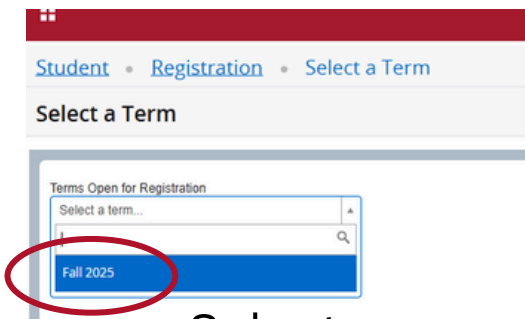 Student • Registration • Select a Term
Select a Term
Terms Open for Registration
Select a term...
Fall 2025